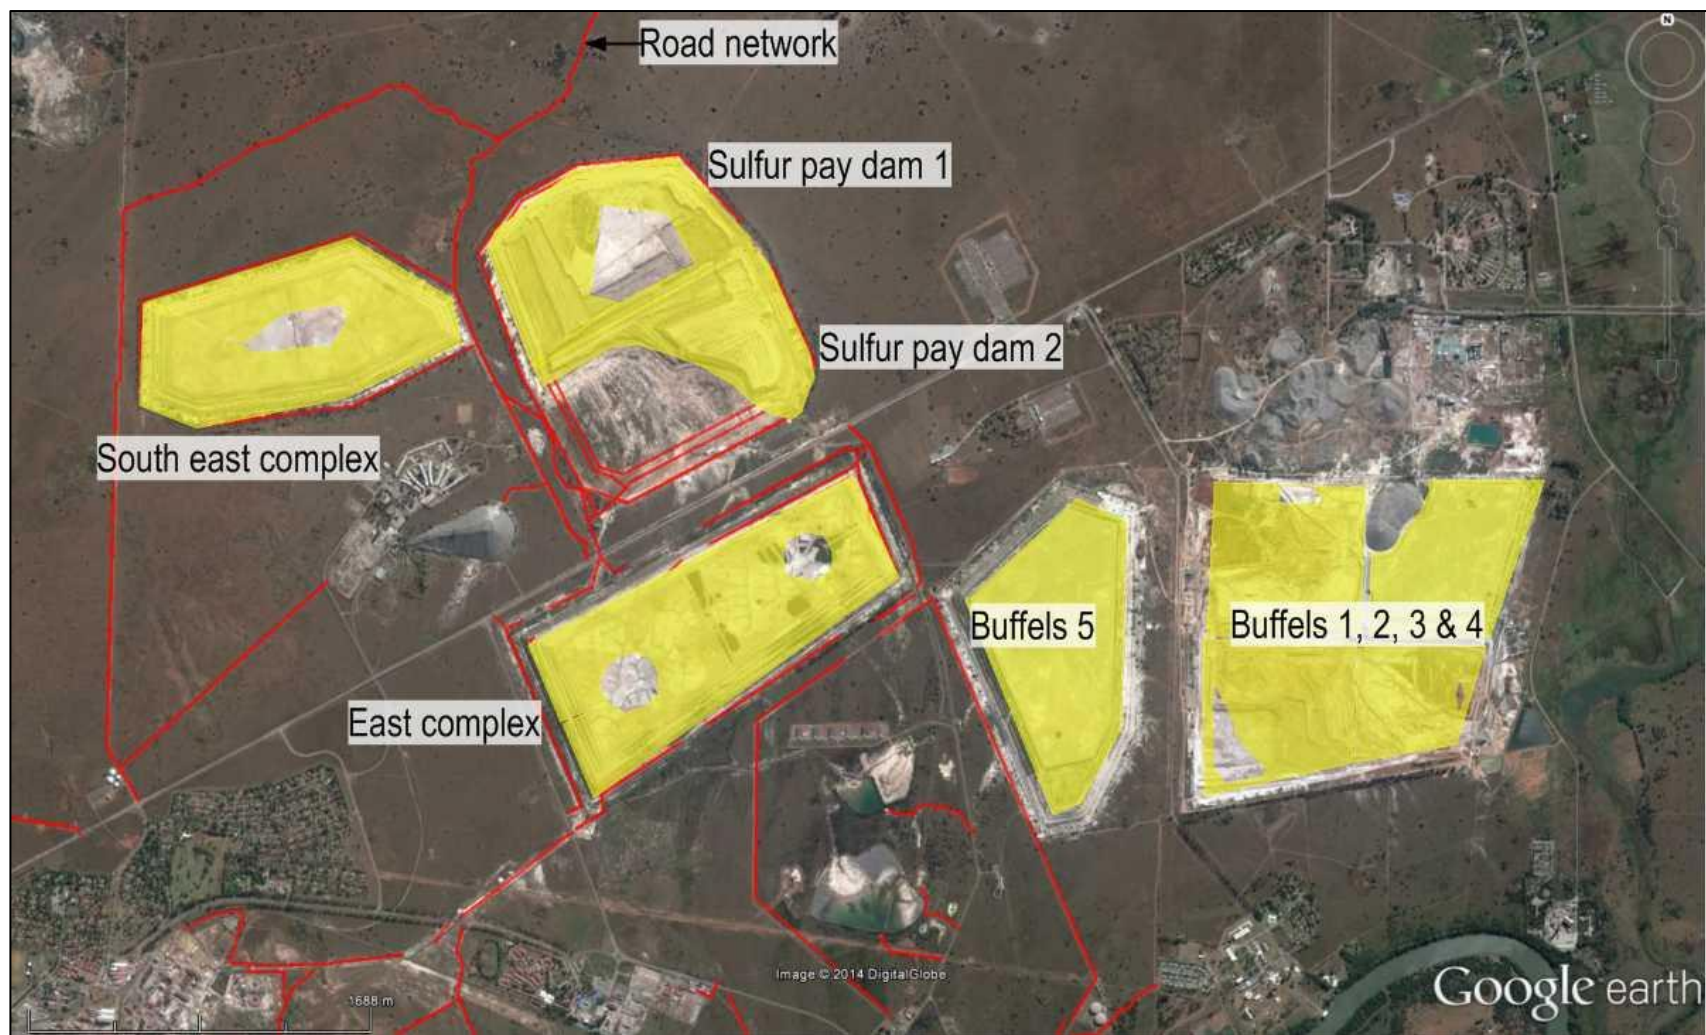 N
Road network
Sulfur pay dam 1
Sulfur pay dam 2
South east complex
Buffels 5
Buffels 1, 2, 3 & 4
East complex
Image © 2014 DigitalGlobe
1688 m
Google earth